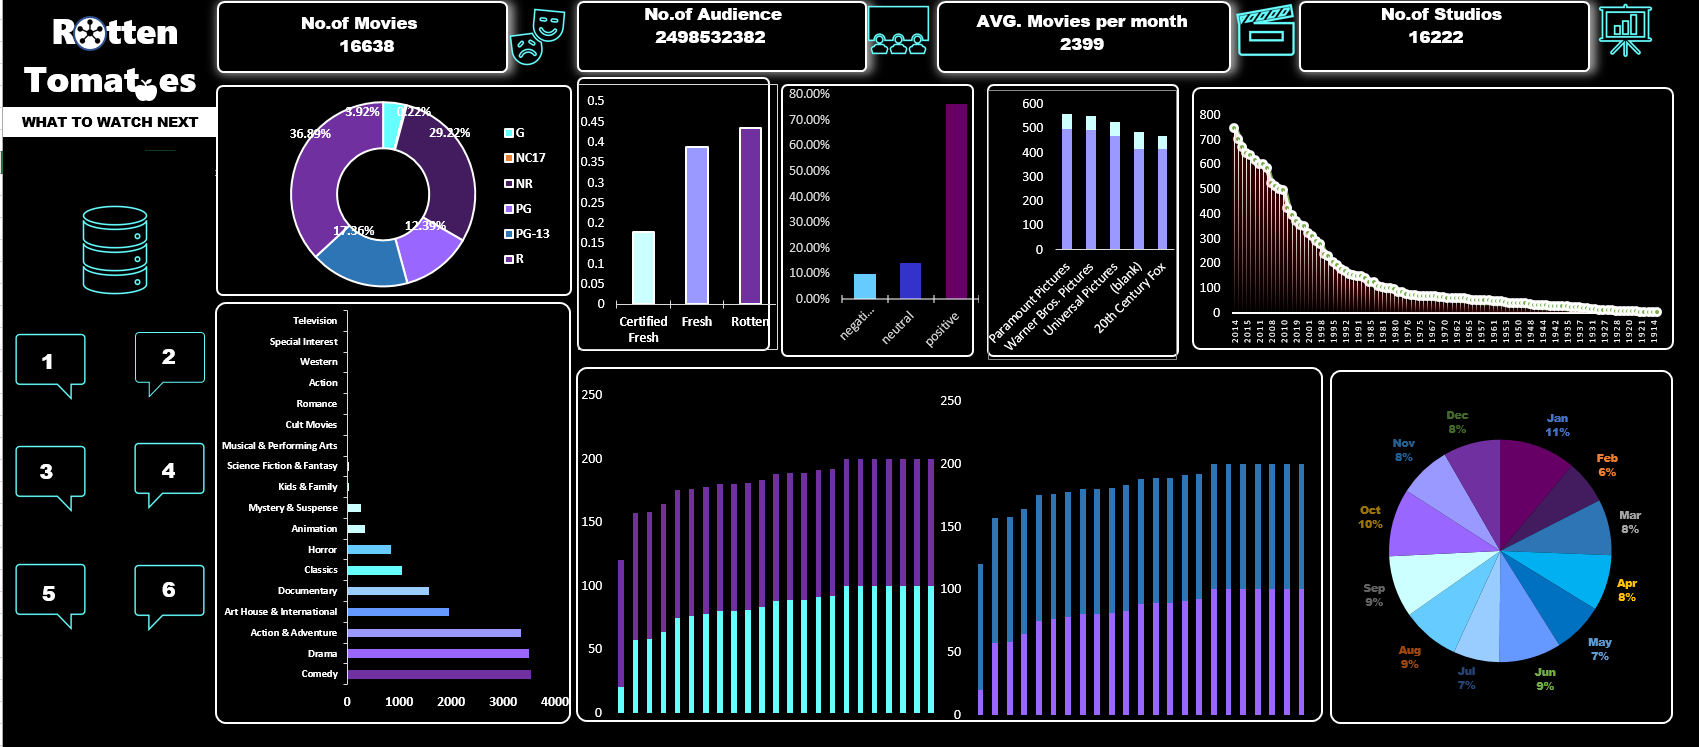 Rotten
Tomatoes
WHAT TO WATCH NEXT
1
2
3
4
5
6
No.of Movies
16638
No.of Audience
2498532382
AVG. Movies per month
2399
No.of Studios
16222
3.92%
0.22%
36.89%
29.22%
17.36%
12.39%
G
NC17
NR
PG
PG-13
R
0.5
0.45
0.4
0.35
0.3
0.25
0.2
0.15
0.1
0.05
0
Certified
Fresh
Fresh
Rotten
80.00%
70.00%
60.00%
50.00%
40.00%
30.00%
20.00%
10.00%
0.00%
negati...
neutral
positive
600
500
400
300
200
100
0
Paramount Pictures
Warner Bros. Pictures
Universal Pictures
(blank)
20th Century Fox
800
700
600
500
400
300
200
100
0
2014
2015
2011
2008
2010
2019
2001
1998
1995
1992
1994
1985
1981
1980
1976
1975
1967
1970
1962
1965
1957
1961
1953
1950
1948
1944
1942
1935
1937
1931
1927
1928
1920
1921
1914
Television
Special Interest
Western
Action
Romance
Cult Movies
Musical & Performing Arts
Science Fiction & Fantasy
Kids & Family
Mystery & Suspense
Animation
Horror
Classics
Documentary
Art House & International
Action & Adventure
Drama
Comedy
0
1000
2000
3000
4000
250
200
150
100
50
0
250
200
150
100
50
0
Jan
11%
Feb
6%
Mar
8%
Apr
8%
May
7%
Jun
9%
Jul
7%
Aug
9%
Sep
9%
Oct
10%
Nov
8%
Dec
8%